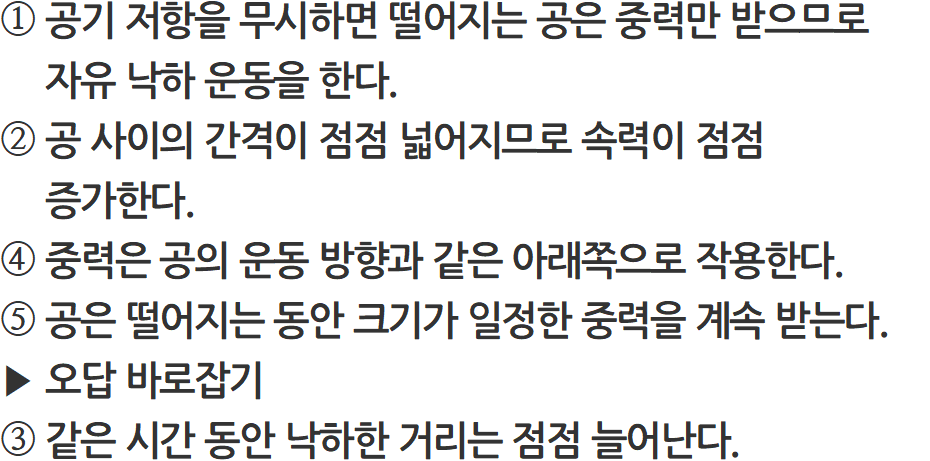 ① 공기 저항을 무시하면 떨어지는 공은 중력만 받으므로
자유 낙하 운동을 한다.
② 공 사이의 간격이 점점 넓어지므로 속력이 점점
증가한다.
④ 중력은 공의 운동 방향과 같은 아래쪽으로 작용한다.
⑤ 공은 떨어지는 동안 크기가 일정한 중력을 계속 받는다.
▶ 오답 바로잡기
③ 같은 시간 동안 낙하한 거리는 점점 늘어난다.